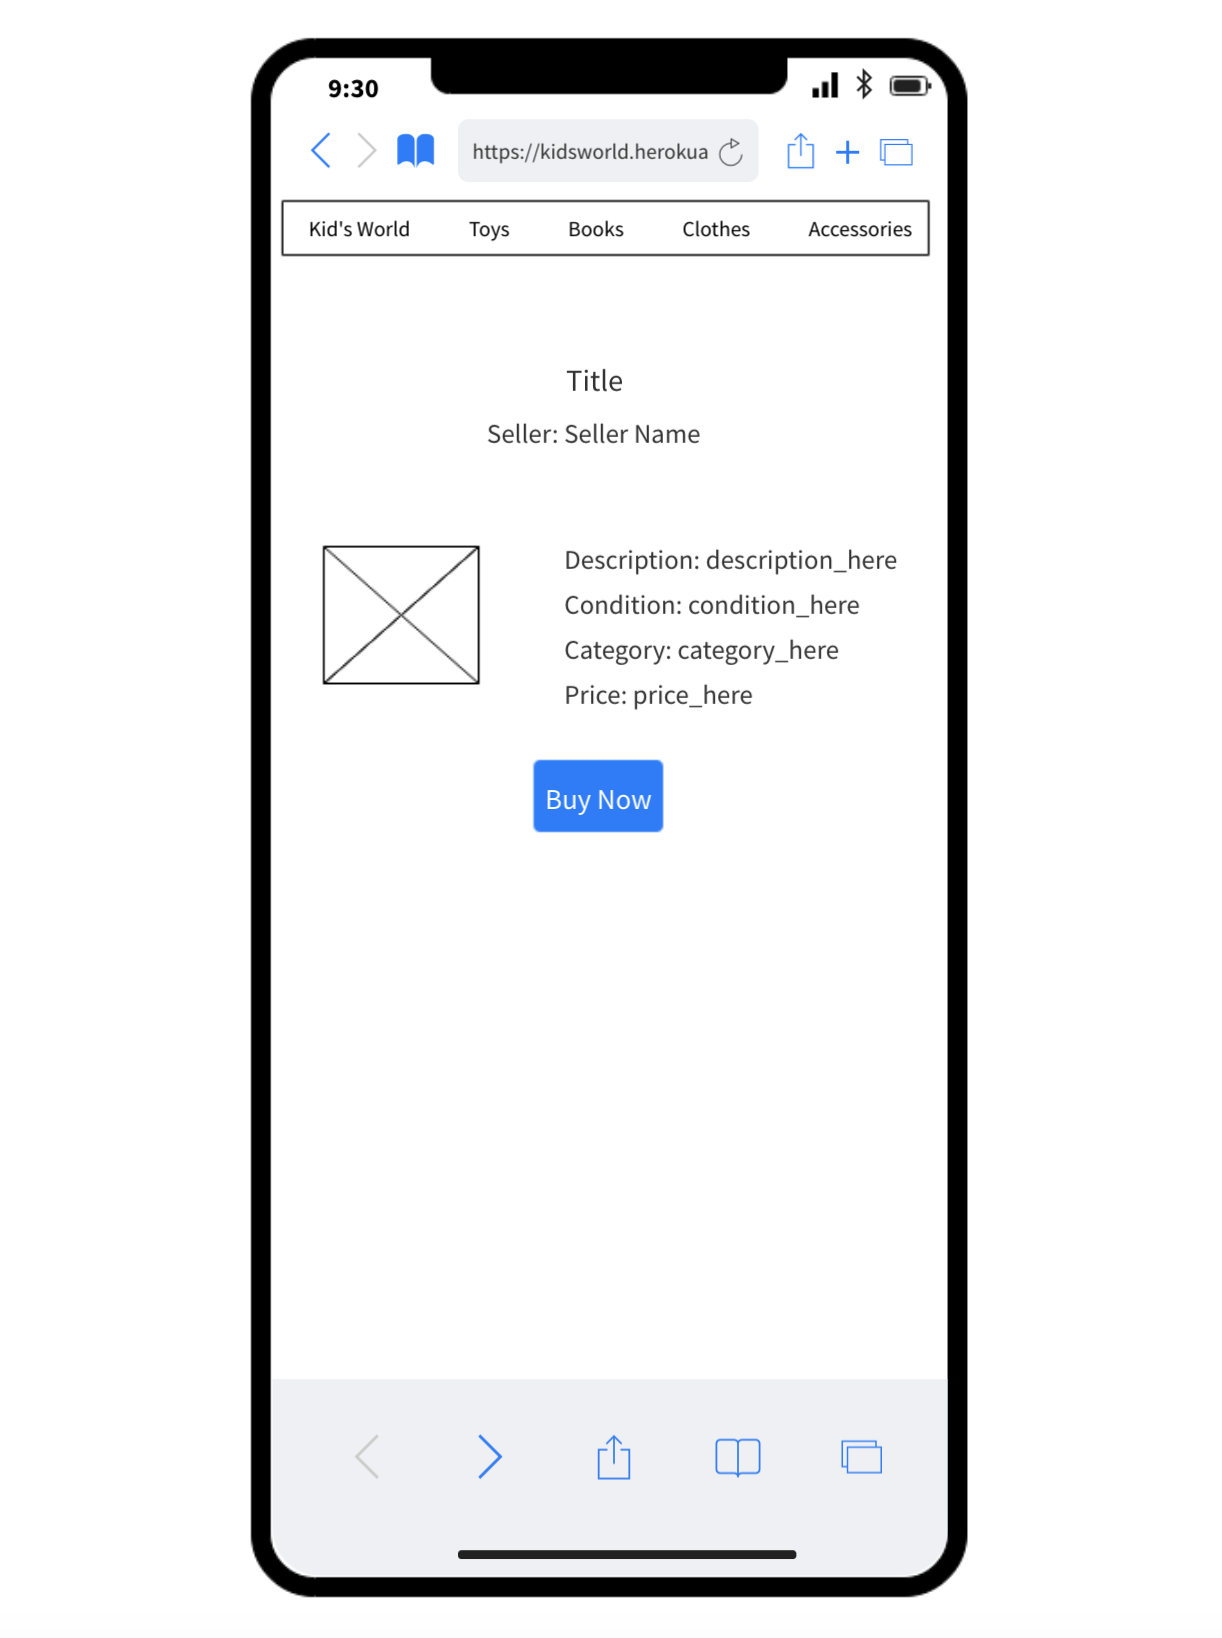 9:30
https://kidsworld.herokua
Kid's World Toys Books Clothes Accessories
Title
Seller: Seller Name
Description: description_here
Condition: condition_here
Category: category_here
Price: price_here
Buy Now